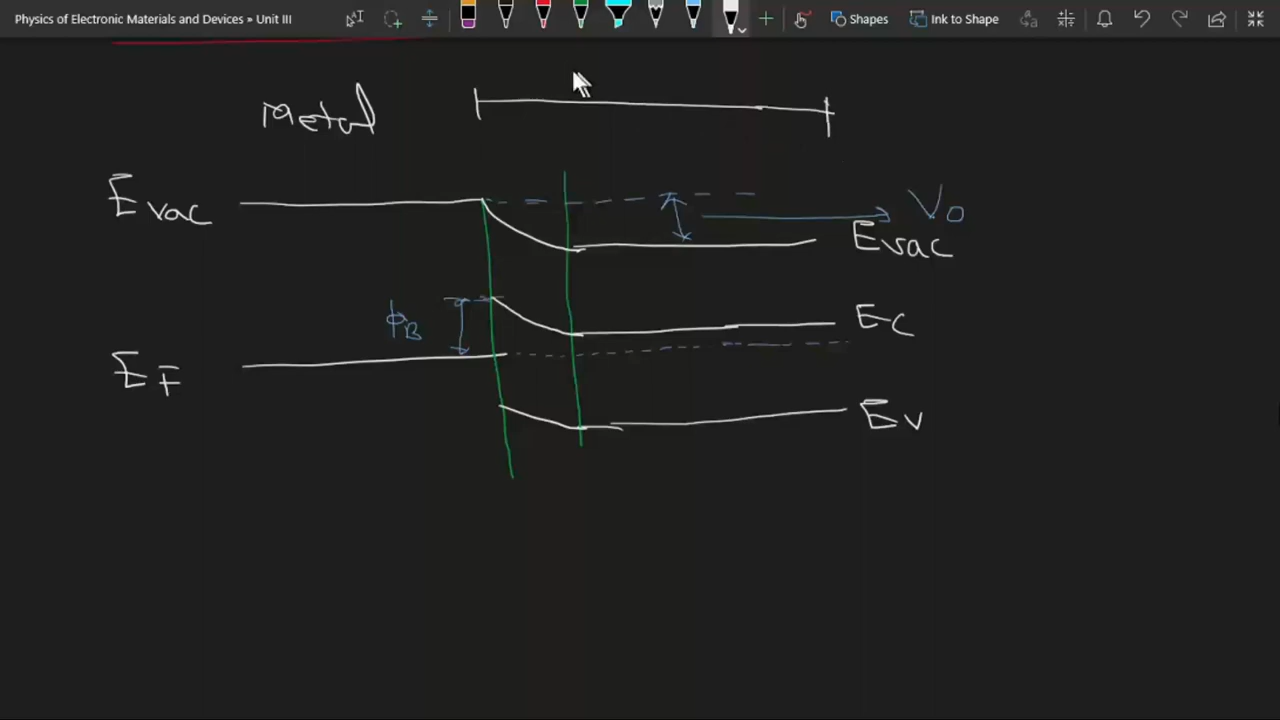 Physics of Electronic Materials and Devices » Unit III
Shapes
Ink to Shape
Metal
Evac
V₀
Evac
ϕB
EC
EF
EV